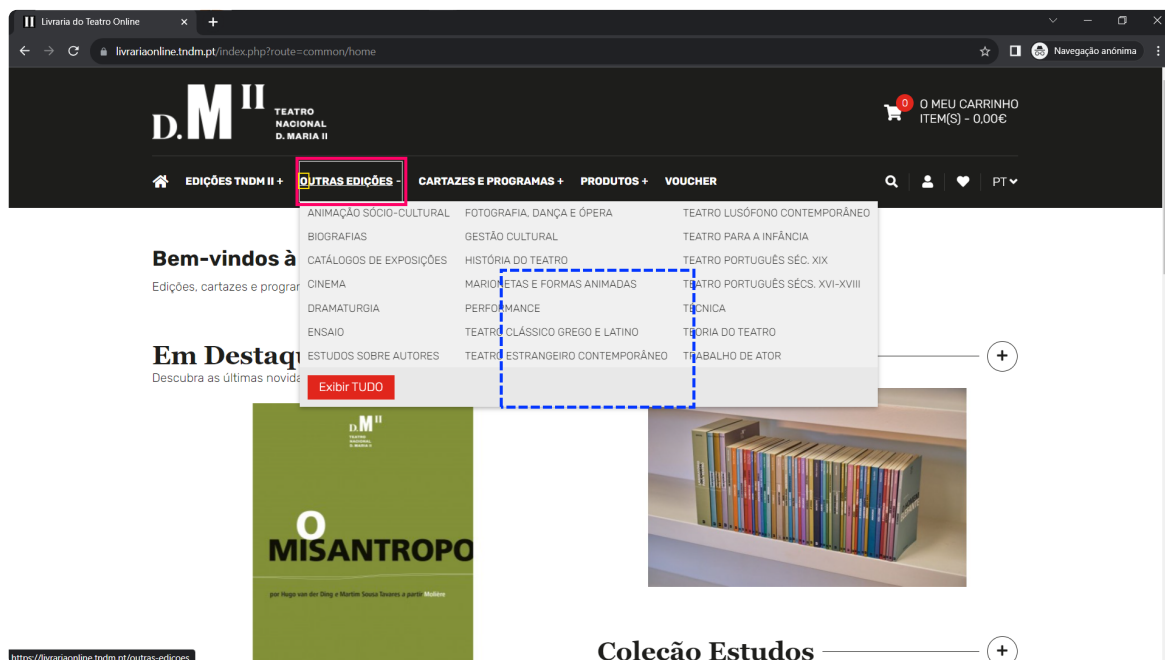 Livraria do Teatro Online
livrariaonline.tndm.pt/index.php?route=common/home
Navegação anónima
D.M II
TEATRO
NACIONAL
D. MARIA II
0
O MEU CARRINHO
ITEM(S) - 0,00€
EDIÇÕES TNDM II +
OUTRAS EDIÇÕES -
CARTAZES E PROGRAMAS +
PRODUTOS +
VOUCHER
PT
ANIMAÇÃO SÓCIO-CULTURAL
BIOGRAFIAS
CATÁLOGOS DE EXPOSIÇÕES
CINEMA
DRAMATURGIA
ENSAIO
ESTUDOS SOBRE AUTORES
FOTOGRAFIA, DANÇA E ÓPERA
GESTÃO CULTURAL
HISTÓRIA DO TEATRO
MARIONETAS E FORMAS ANIMADAS
PERFORMANCE
TEATRO CLÁSSICO GREGO E LATINO
TEATRO ESTRANGEIRO CONTEMPORÂNEO
TEATRO LUSÓFONO CONTEMPORÂNEO
TEATRO PARA A INFÂNCIA
TEATRO PORTUGUÊS SÉC. XIX
TEATRO PORTUGUÊS SÉCS. XVI-XVIII
TÉCNICA
TEORIA DO TEATRO
TRABALHO DE ATOR
Exibir TUDO
Bem-vindos à
Edições, cartazes e progra
Em Destaq
Descubra as últimas novida
D.M II
TEATRO
NACIONAL
D. MARIA II
O
MISANTROPO
por Hugo van der Ding e Martim Sousa Tavares a partir Molière
Coleção Estudos
https://livrariaonline.tndm.pt/outras-edicoes